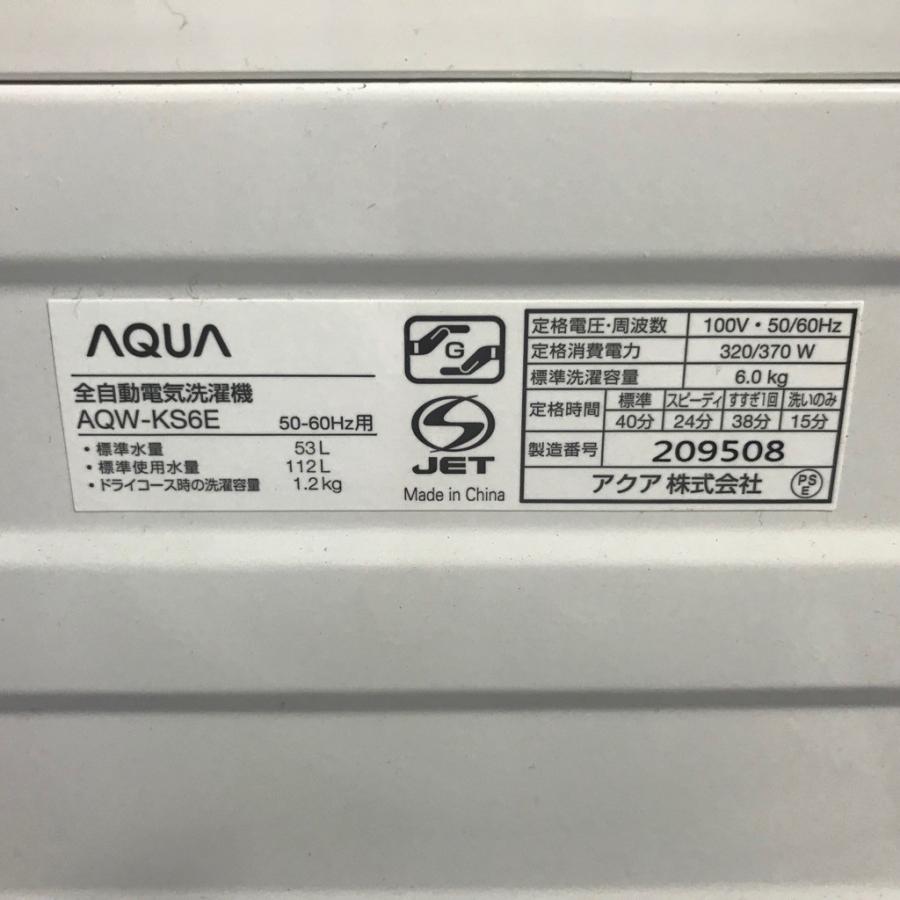 AQUA
全自動電気洗濯機
AQW-KS6E 50-60Hz用
・標準水量 53L
・標準使用水量 112L
・ドライコース時の洗濯容量 1.2kg
G
JET
Made in China
定格電圧・周波数 100V・50/60Hz
定格消費電力 320/370 W
標準洗濯容量 6.0 kg
定格時間 標準 スピーディ すすぎ1回 洗いのみ
40分 24分 38分 15分
製造番号 209508
アクア株式会社 PSE